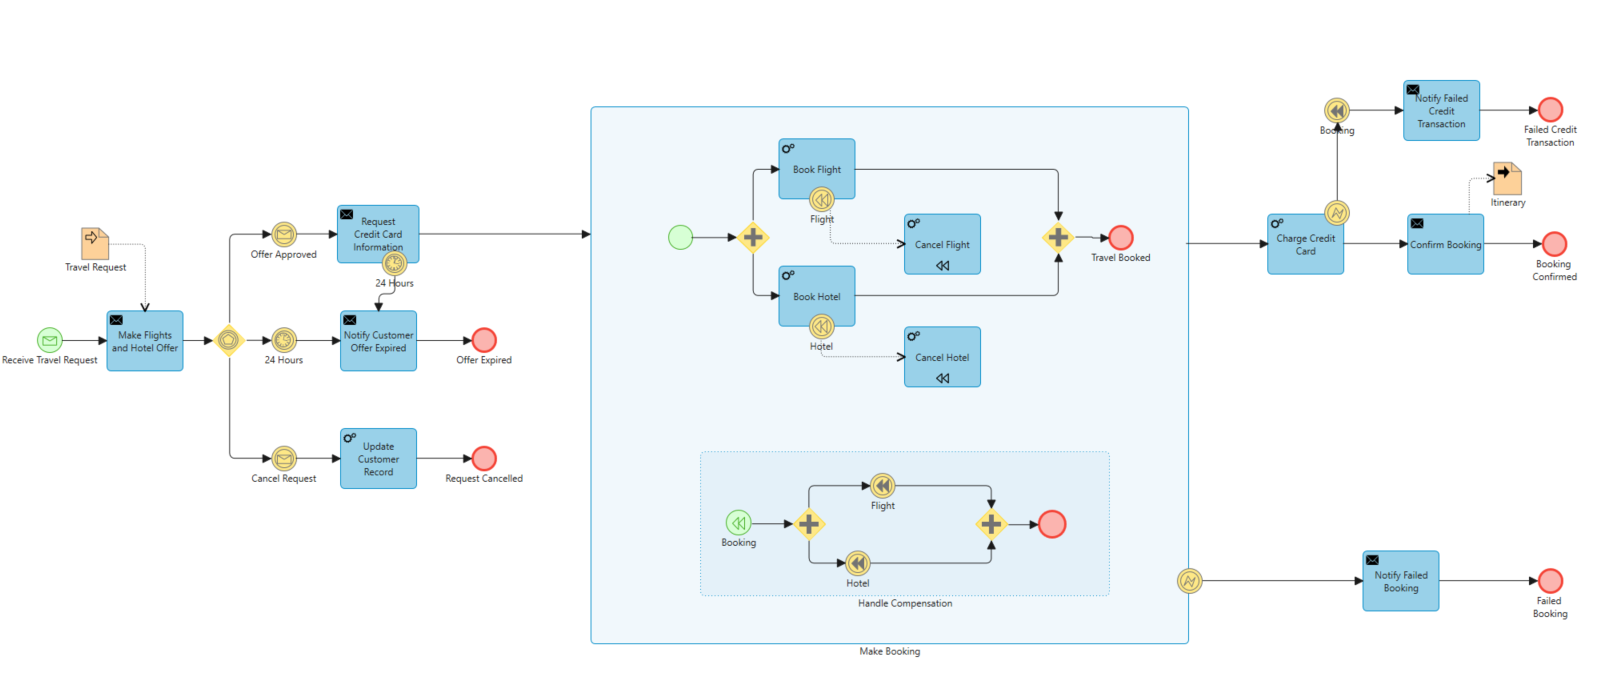 Travel Request
Receive Travel Request
Make Flights
and Hotel Offer
Offer Approved
Request
Credit Card
Information
24 Hours
24 Hours
Notify Customer
Offer Expired
Offer Expired
Cancel Request
Update
Customer
Record
Request Cancelled
Book Flight
Flight
Cancel Flight
Book Hotel
Hotel
Cancel Hotel
Travel Booked
Booking
Flight
Hotel
Handle Compensation
Make Booking
Charge Credit
Card
Booking
Notify Failed
Credit
Transaction
Failed Credit
Transaction
Itinerary
Confirm Booking
Booking
Confirmed
Notify Failed
Booking
Failed
Booking